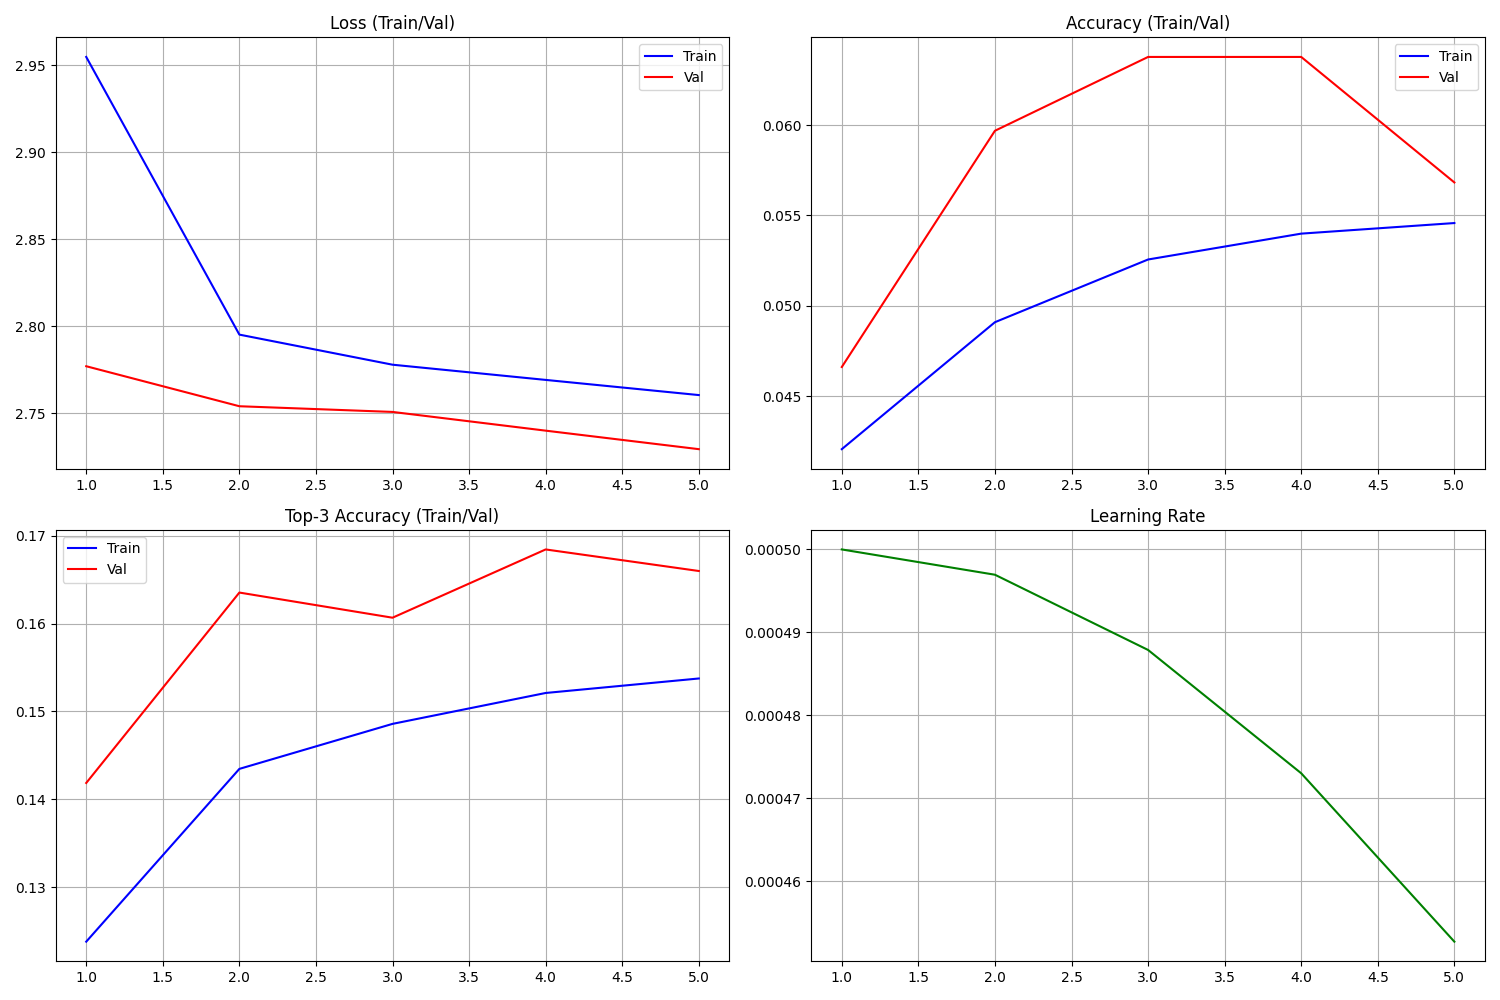 Loss (Train/Val)
Train
Val
2.95
2.90
2.85
2.80
2.75
1.0 1.5 2.0 2.5 3.0 3.5 4.0 4.5 5.0
Accuracy (Train/Val)
Train
Val
0.060
0.055
0.050
0.045
1.0 1.5 2.0 2.5 3.0 3.5 4.0 4.5 5.0
Top-3 Accuracy (Train/Val)
Train
Val
0.17
0.16
0.15
0.14
0.13
1.0 1.5 2.0 2.5 3.0 3.5 4.0 4.5 5.0
Learning Rate
0.00050
0.00049
0.00048
0.00047
0.00046
1.0 1.5 2.0 2.5 3.0 3.5 4.0 4.5 5.0